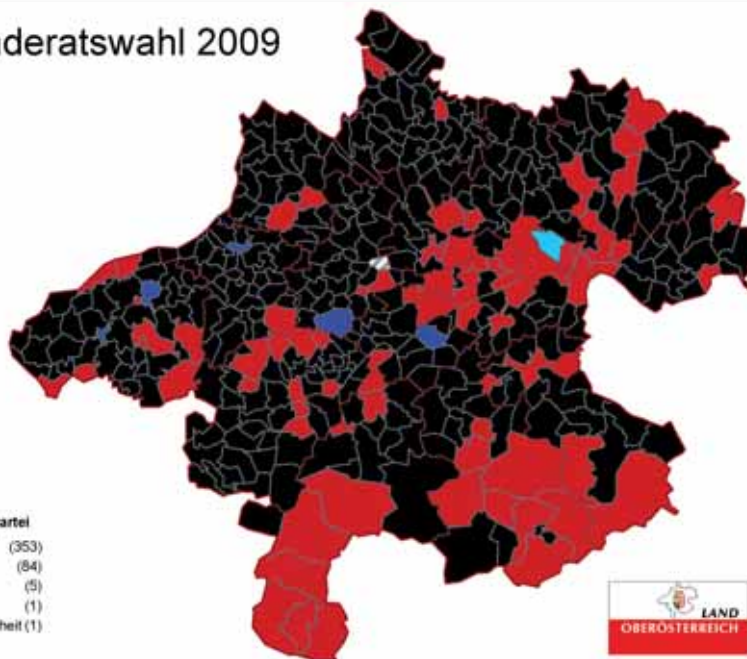 deratswahl 2009
artei
(353)
(84)
(5)
(1)
heit (1)
LAND
OBERÖSTERREICH